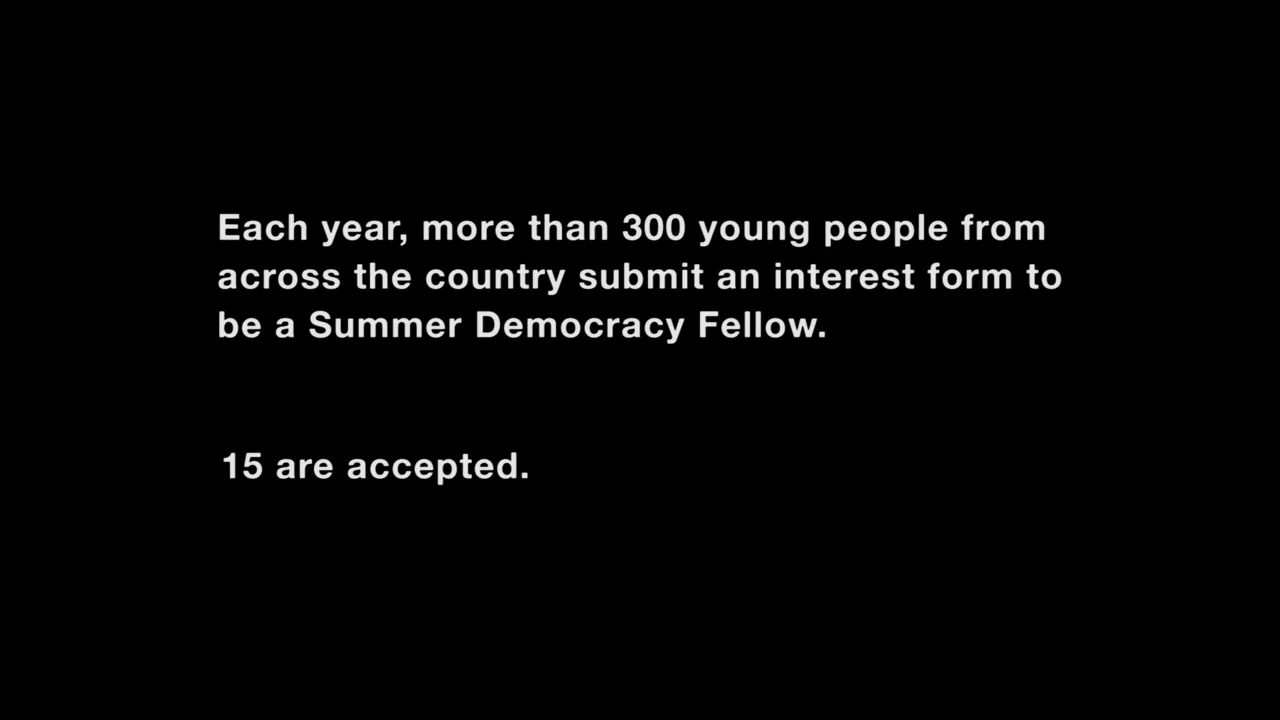 Each year, more than 300 young people from
across the country submit an interest form to
be a Summer Democracy Fellow.
15 are accepted.